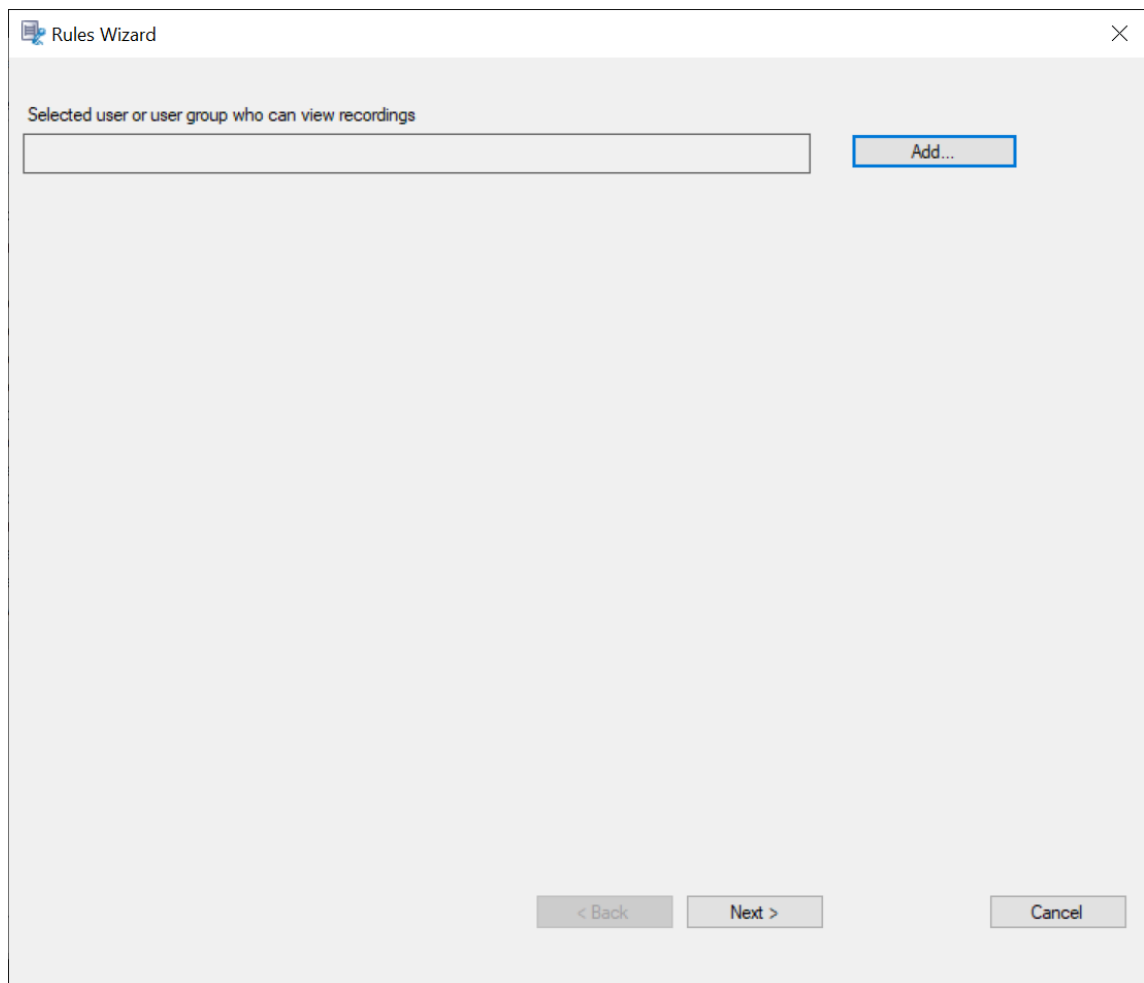 Rules Wizard
Selected user or user group who can view recordings
Add...
< Back
Next >
Cancel